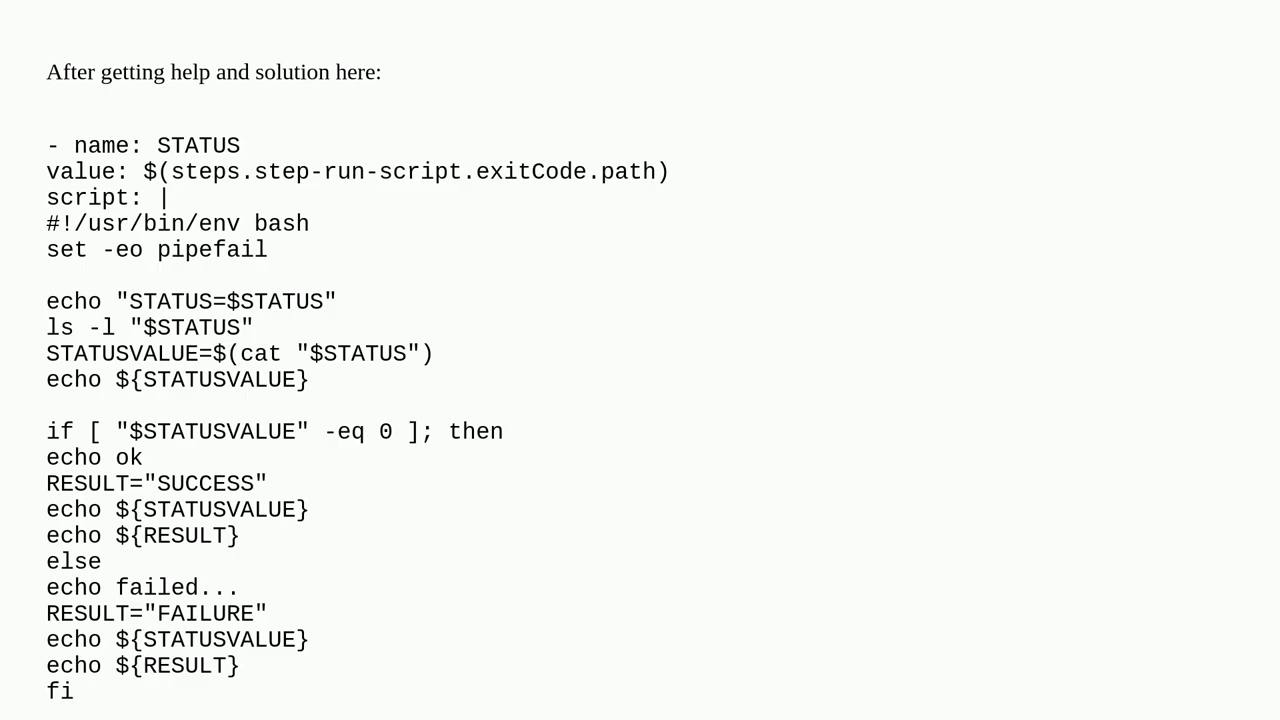 After getting help and solution here:
- name: STATUS
value: $(steps.step-run-script.exitCode.path)
script: |
#!/usr/bin/env bash
set -eo pipefail
echo "STATUS=$STATUS"
ls -l "$STATUS"
STATUSVALUE=$(cat "$STATUS")
echo ${STATUSVALUE}
if [ "$STATUSVALUE" -eq 0 ]; then
echo ok
RESULT="SUCCESS"
echo ${STATUSVALUE}
echo ${RESULT}
else
echo failed...
RESULT="FAILURE"
echo ${STATUSVALUE}
echo ${RESULT}
fi